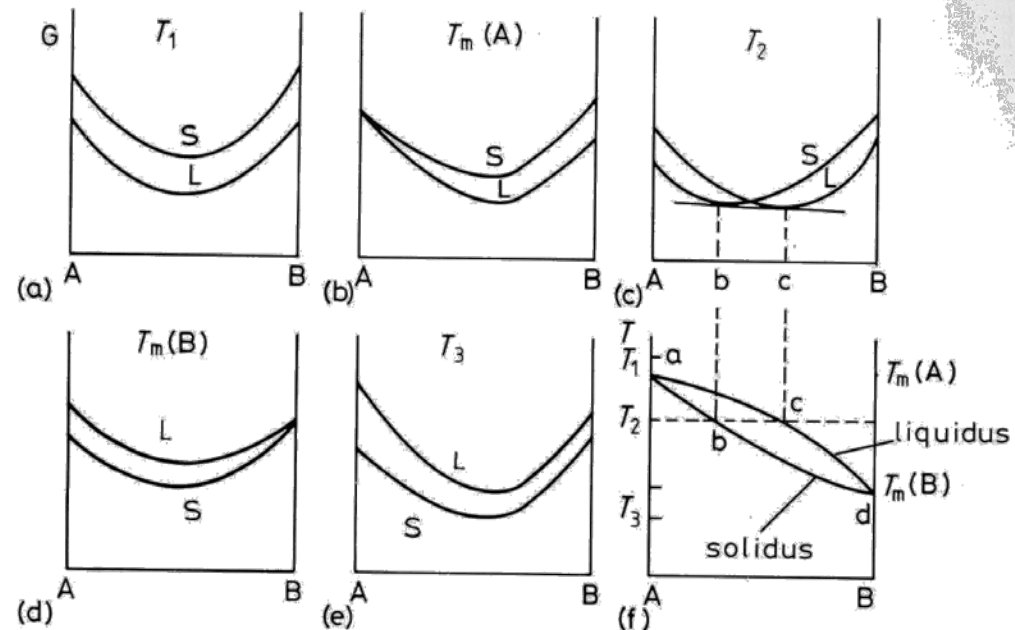 G
T1
S
L
A
B
(a)
Tm (A)
S
L
A
B
(b)
T2
S
L
A
b
c
B
(c)
Tm(B)
L
S
A
B
(d)
T3
L
S
A
B
(e)
T
T1
a
Tm(A)
c
T2
b
liquidus
Tm(B)
d
T3
solidus
A
B
(f)